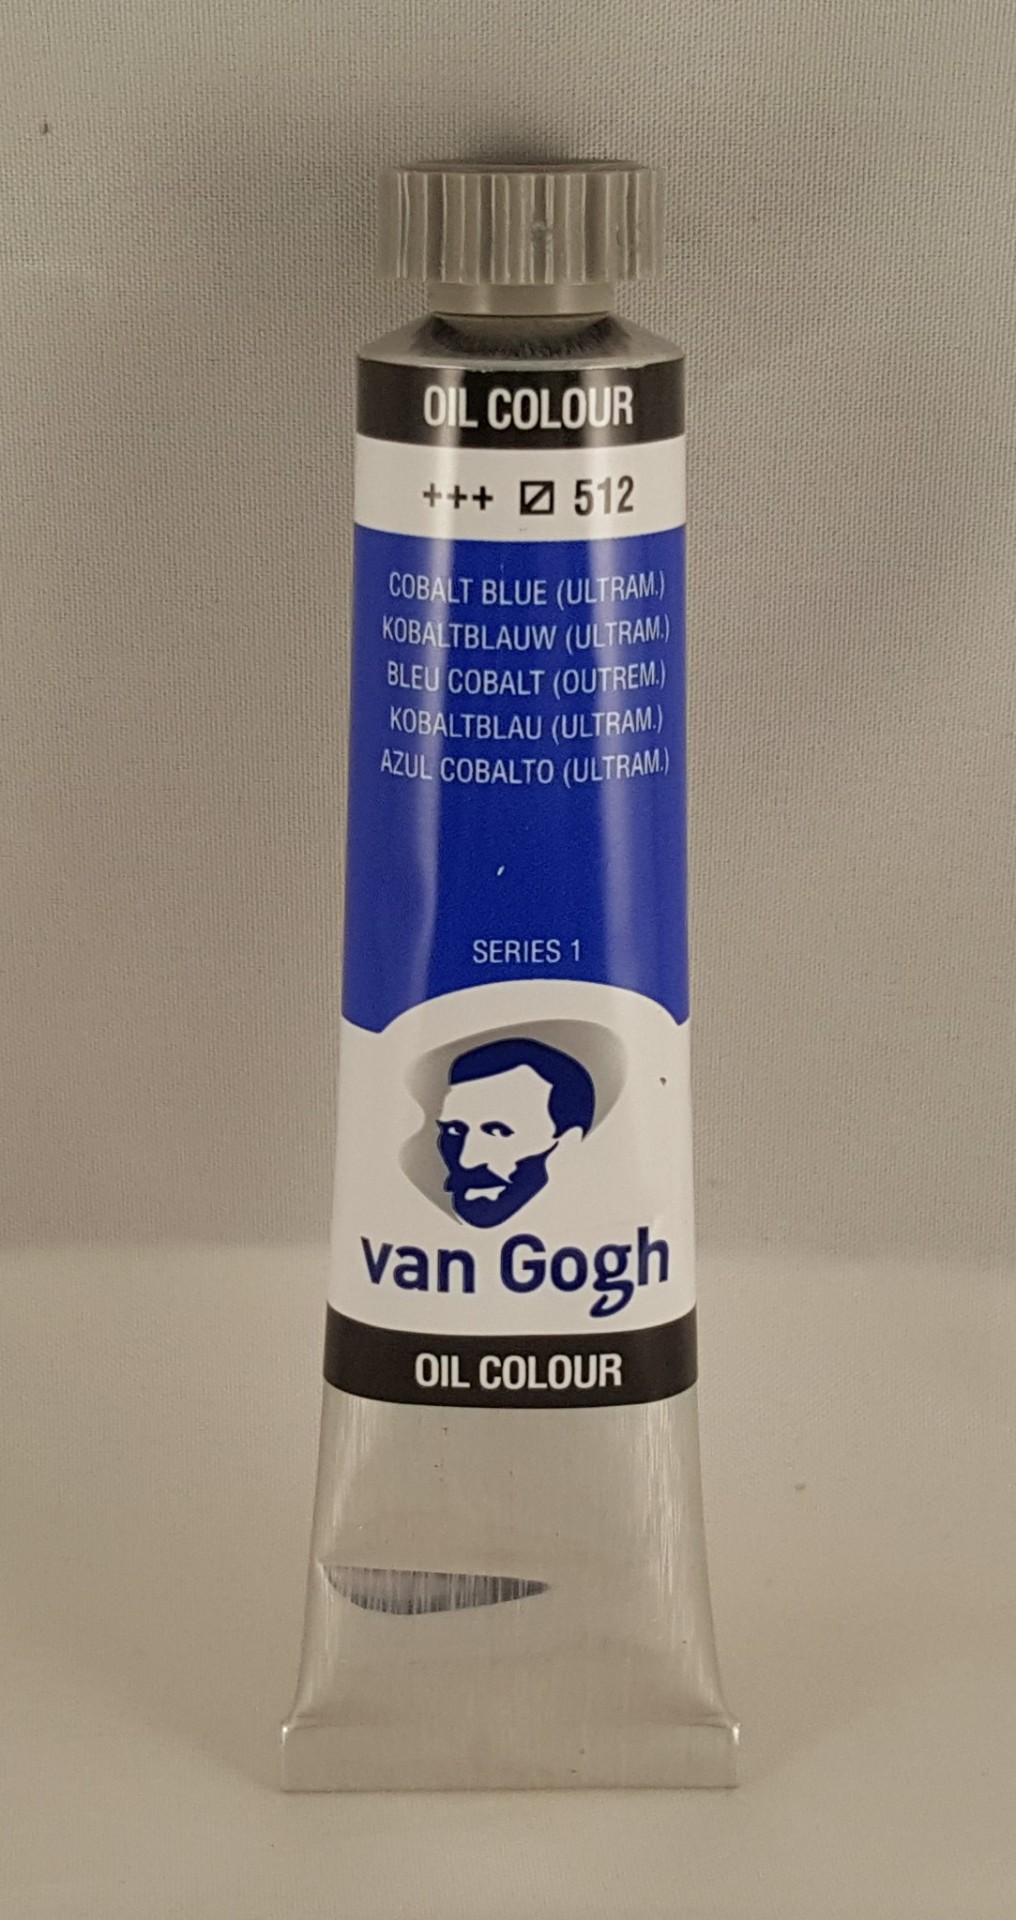 OIL COLOUR
+++ 512
COBALT BLUE (ULTRAM.)
KOBALTBLAUW (ULTRAM.)
BLEU COBALT (OUTREM.)
KOBALTBLAU (ULTRAM.)
AZUL COBALTO (ULTRAM.)
SERIES 1
van Gogh
OIL COLOUR